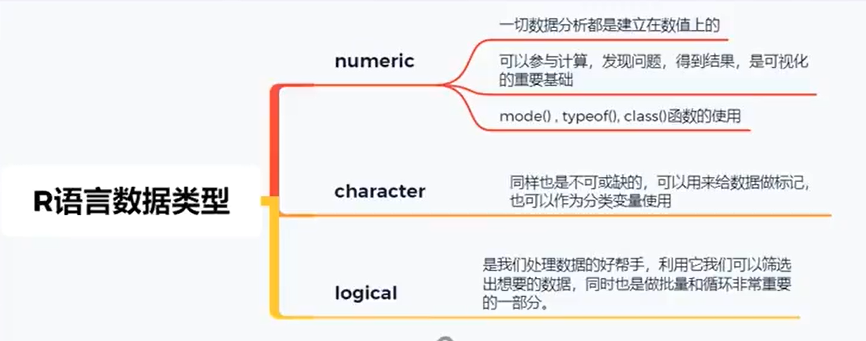 R语言数据类型
numeric
一切数据分析都是建立在数值上的
可以参与计算，发现问题，得到结果，是可视化
的重要基础
mode() , typeof(), class()函数的使用
character
同样也是不可或缺的，可以用来给数据做标记，
也可以作为分类变量使用
logical
是我们处理数据的好帮手，利用它我们可以筛选
出想要的数据，同时也是做批量和循环非常重要
的一部分。